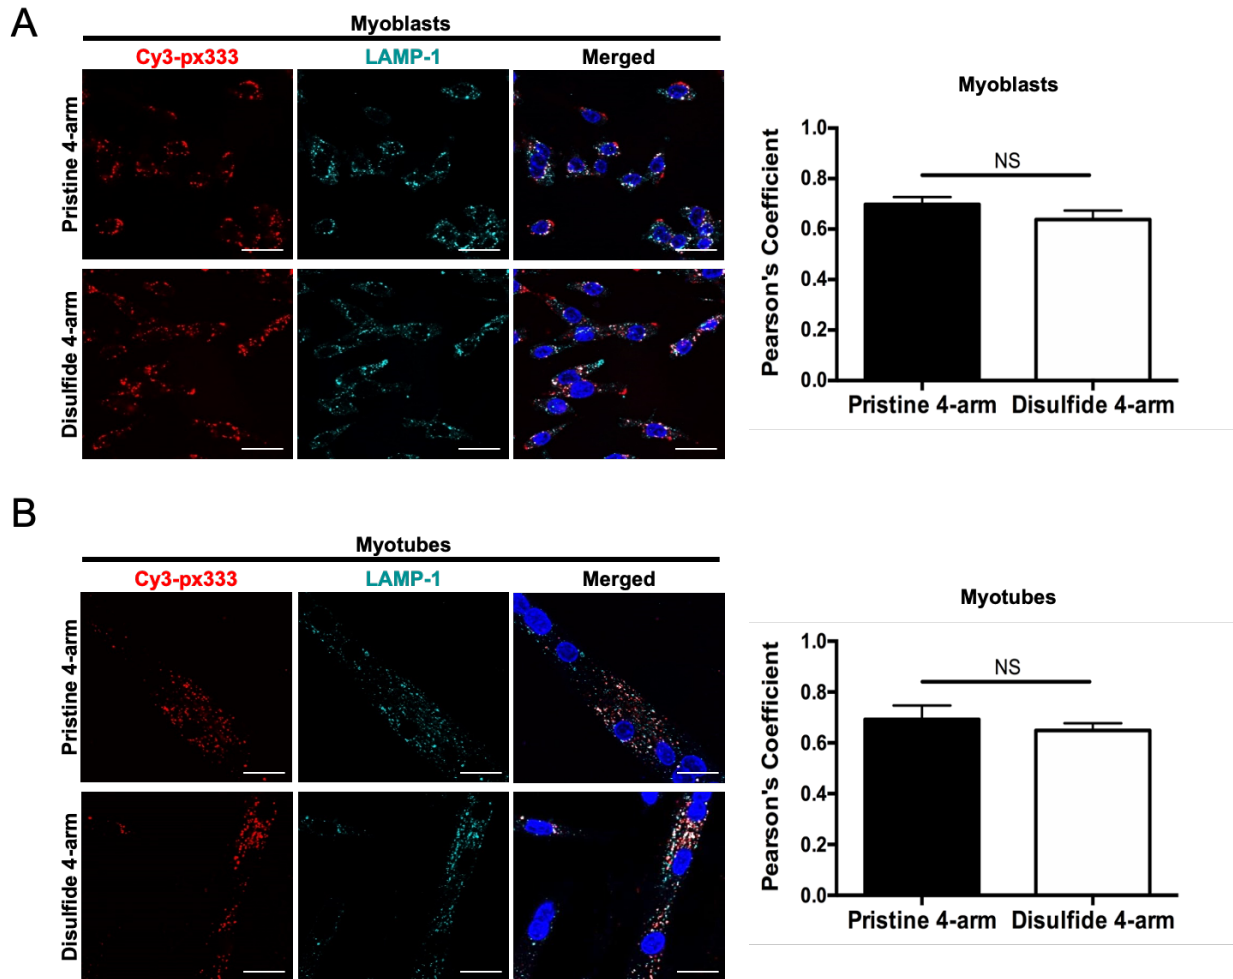 A
Myoblasts
Cy3-px333 LAMP-1 Merged
Pristine 4-arm
Disulfide 4-arm
Myoblasts
Pearson's Coefficient
1.0
0.8
0.6
0.4
0.2
0.0
NS
Pristine 4-arm Disulfide 4-arm
B
Myotubes
Cy3-px333 LAMP-1 Merged
Pristine 4-arm
Disulfide 4-arm
Myotubes
Pearson's Coefficient
1.0
0.8
0.6
0.4
0.2
0.0
NS
Pristine 4-arm Disulfide 4-arm